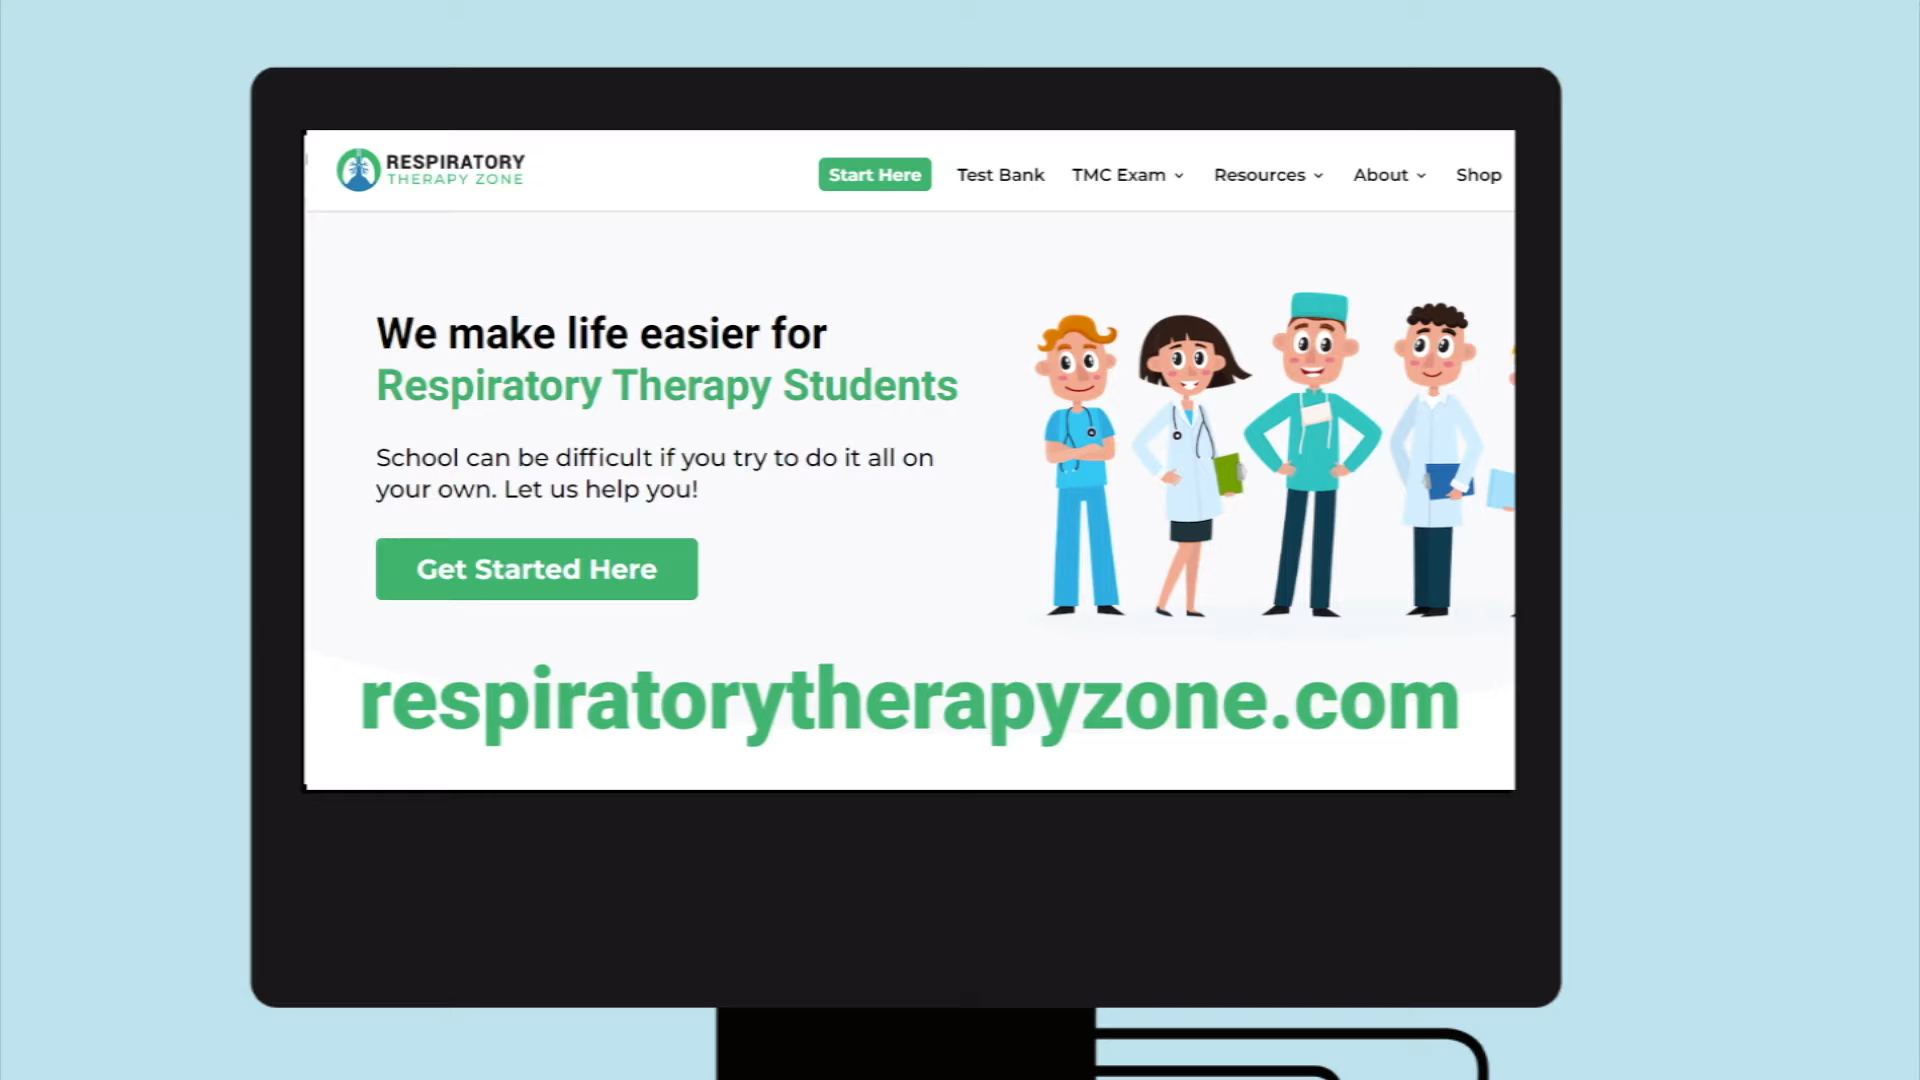 RESPIRATORY
THERAPY ZONE
Start Here
Test Bank
TMC Exam
Resources
About
Shop
We make life easier for
Respiratory Therapy Students
School can be difficult if you try to do it all on
your own. Let us help you!
Get Started Here
respiratorytherapyzone.com